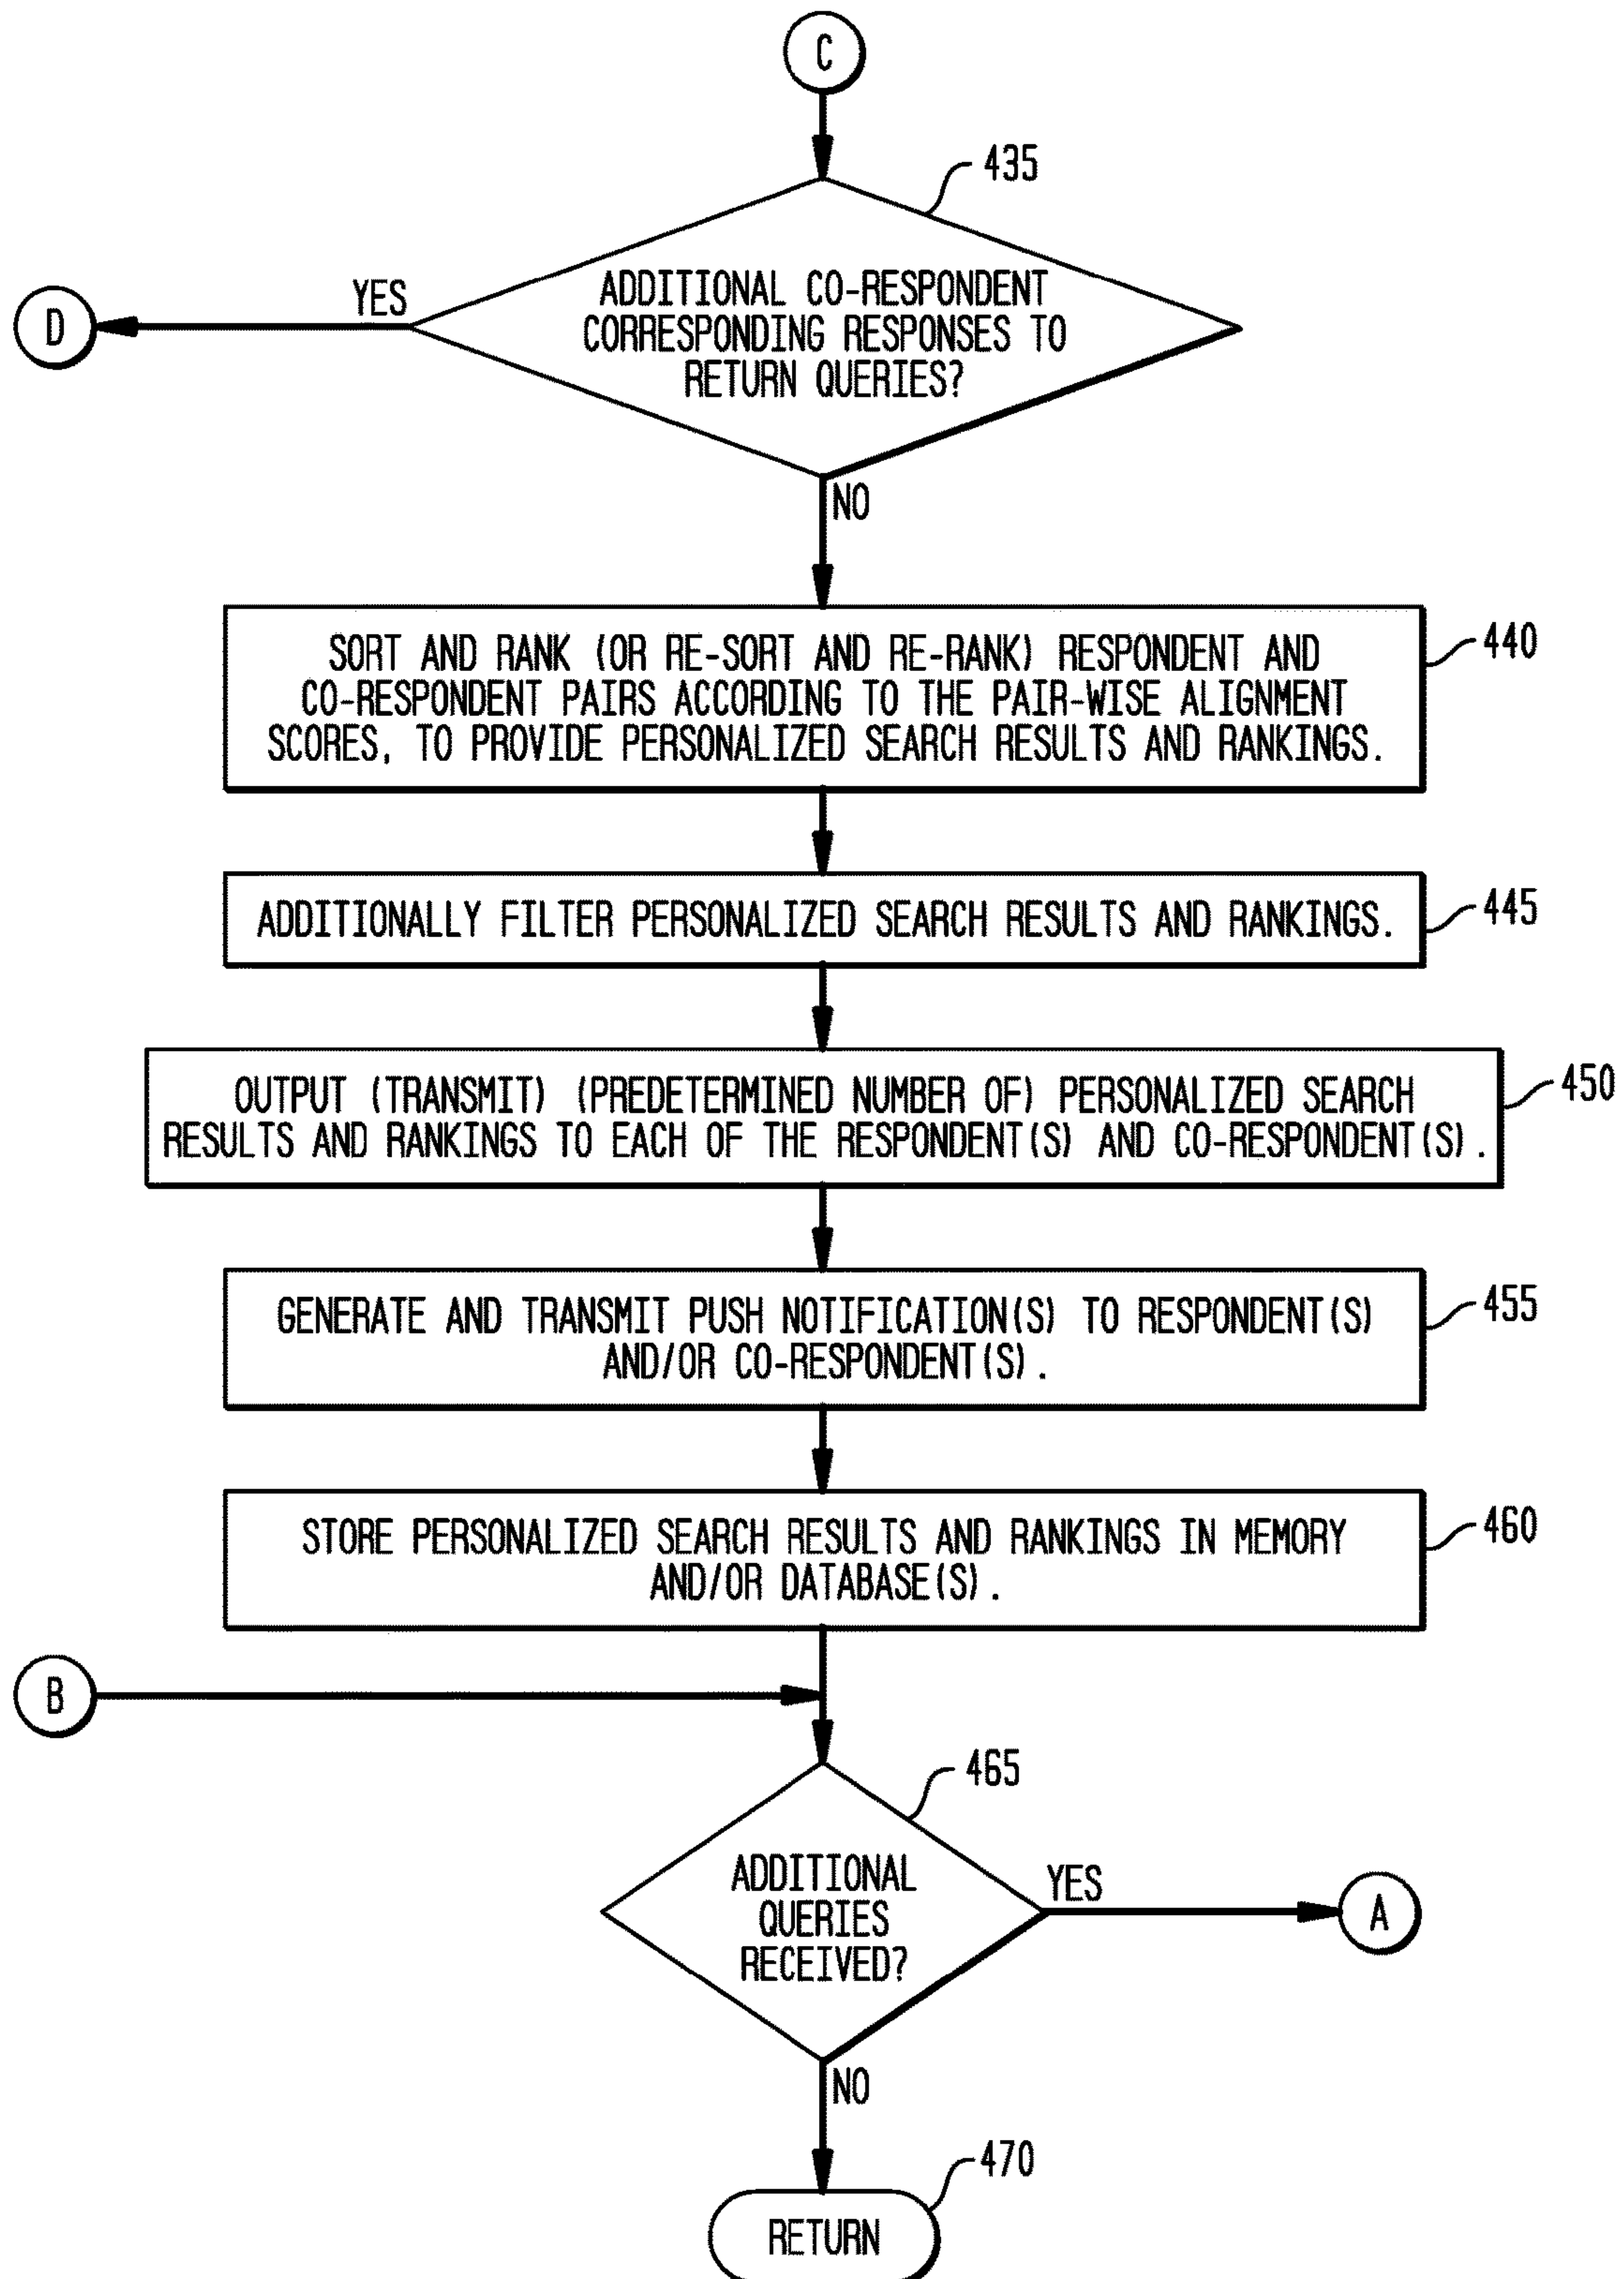 C
435
ADDITIONAL CO-RESPONDENT
CORRESPONDING RESPONSES TO
RETURN QUERIES?
YES
D
NO
440
SORT AND RANK (OR RE-SORT AND RE-RANK) RESPONDENT AND
CO-RESPONDENT PAIRS ACCORDING TO THE PAIR-WISE ALIGNMENT
SCORES, TO PROVIDE PERSONALIZED SEARCH RESULTS AND RANKINGS.
445
ADDITIONALLY FILTER PERSONALIZED SEARCH RESULTS AND RANKINGS.
450
OUTPUT (TRANSMIT) (PREDETERMINED NUMBER OF) PERSONALIZED SEARCH
RESULTS AND RANKINGS TO EACH OF THE RESPONDENT(S) AND CO-RESPONDENT(S).
455
GENERATE AND TRANSMIT PUSH NOTIFICATION(S) TO RESPONDENT(S)
AND/OR CO-RESPONDENT(S).
460
STORE PERSONALIZED SEARCH RESULTS AND RANKINGS IN MEMORY
AND/OR DATABASE(S).
B
465
ADDITIONAL
QUERIES
RECEIVED?
YES
A
NO
470
RETURN